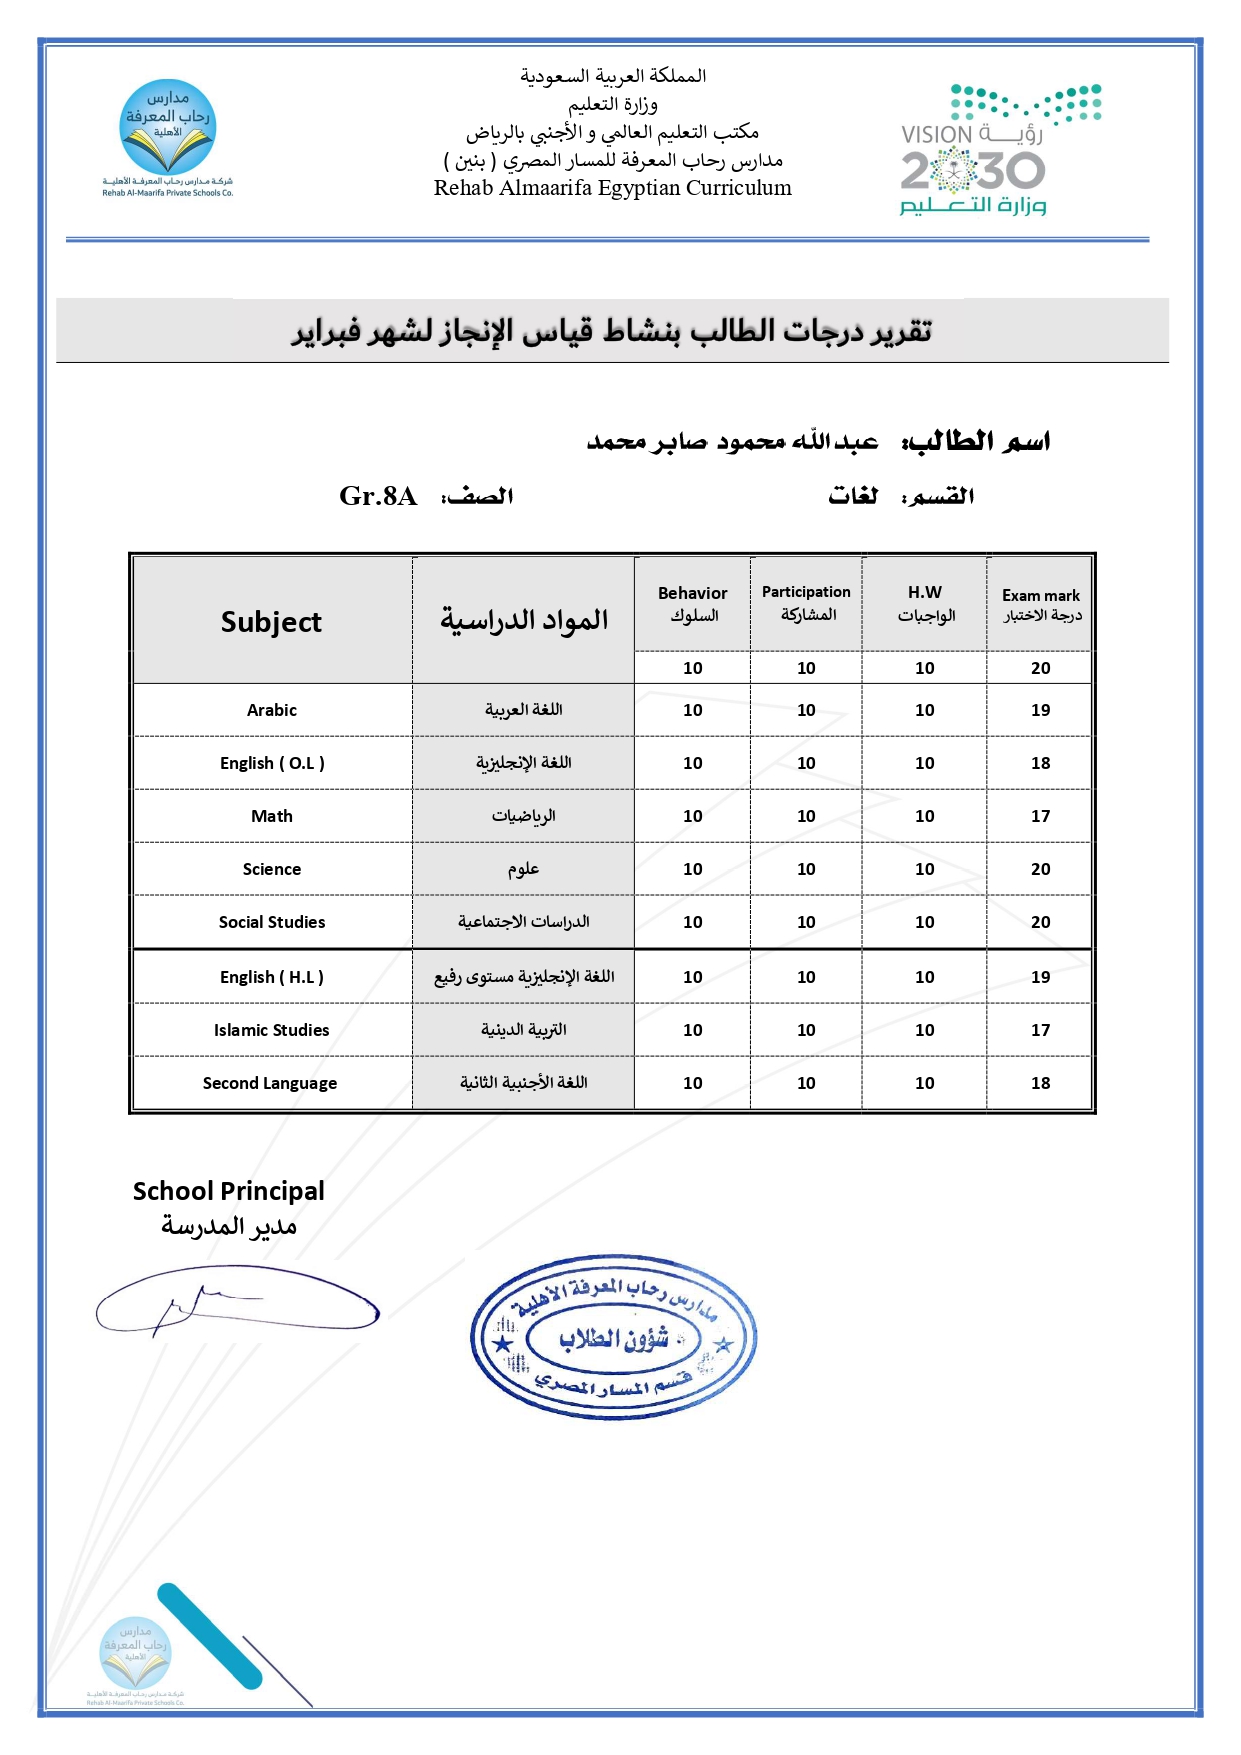 مدارس
رحاب المعرفة
الأهلية
شركة مدارس رحاب المعرفة الأهلية
Rehab Al-Maarifa Private Schools Co.
المملكة العربية السعودية
وزارة التعليم
مكتب التعليم العالمي و الأجنبي بالرياض
مدارس رحاب المعرفة للمسار المصري ( بنين )
Rehab Almaarifa Egyptian Curriculum
VISION رؤيـــة
2030
وزارة التعـــليم
تقرير درجات الطالب بنشاط قياس الإنجاز لشهر فبراير
اسم الطالب: عبدالله محمود صابر محمد
القسم: لغات الصف: Gr.8A
Subject المواد الدراسية Behavior السلوك Participation المشاركة H.W الواجبات Exam mark درجة الاختبار
10 10 10 20
Arabic اللغة العربية 10 10 10 19
English ( O.L ) اللغة الإنجليزية 10 10 10 18
Math الرياضيات 10 10 10 17
Science علوم 10 10 10 20
Social Studies الدراسات الاجتماعية 10 10 10 20
English ( H.L ) اللغة الإنجليزية مستوى رفيع 10 10 10 19
Islamic Studies التربية الدينية 10 10 10 17
Second Language اللغة الأجنبية الثانية 10 10 10 18
School Principal
مدير المدرسة
مدارس رحاب المعرفة الأهلية
شؤون الطلاب
قسم المسار المصري
مدارس
رحاب المعرفة
الأهلية
شركة مدارس رحاب المعرفة الأهلية
Rehab Al-Maarifa Private Schools Co.